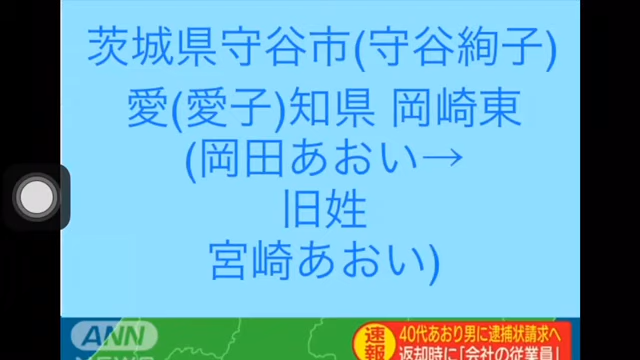 茨城県守谷市(守谷絢子)
愛(愛子)知県 岡崎東
(岡田あおい→
旧姓
宮崎あおい)
ANN
NEWS
速報
40代あおり男に逮捕状請求へ
返却時に「会社の従業員」